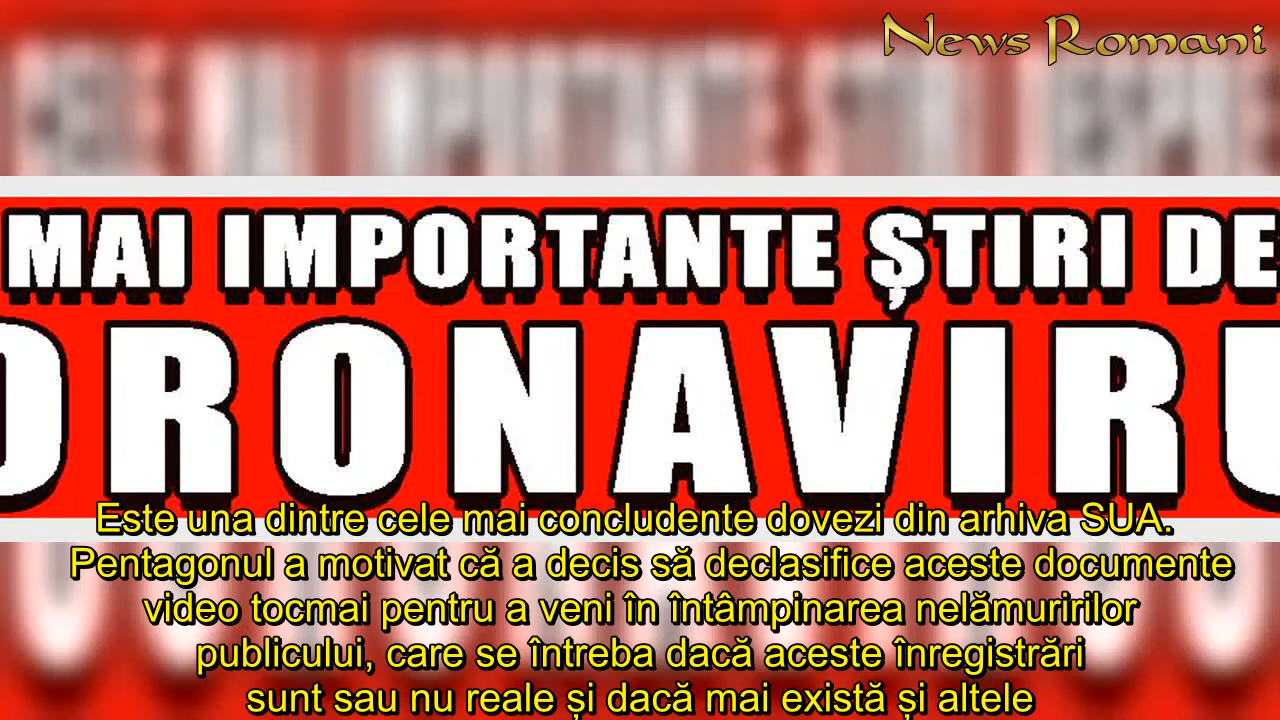 News Romani
MAI IMPORTANTE ȘTIRI DE
ORONAVIRU
Este una dintre cele mai concludente dovezi din arhiva SUA.
Pentagonul a motivat că a decis să declasifice aceste documente
video tocmai pentru a veni în întâmpinarea nelămuririlor
publicului, care se întreba dacă aceste înregistrări
sunt sau nu reale și dacă mai există și altele